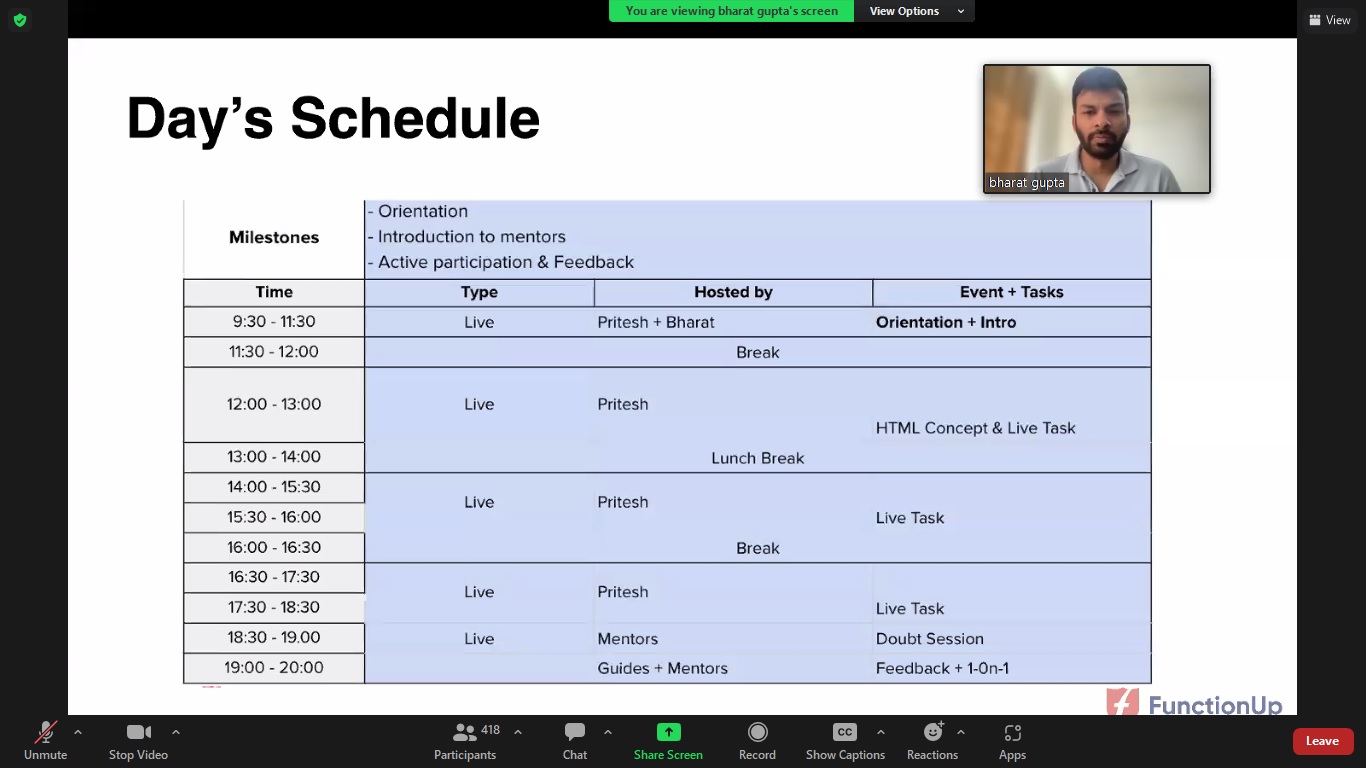 You are viewing bharat gupta's screen
View Options
View
Day's Schedule
bharat gupta
Milestones
- Orientation
- Introduction to mentors
- Active participation & Feedback
Time Type Hosted by Event + Tasks
9:30 - 11:30 Live Pritesh + Bharat Orientation + Intro
11:30 - 12:00 Break
12:00 - 13:00 Live Pritesh
HTML Concept & Live Task
13:00 - 14:00 Lunch Break
14:00 - 15:30
Live Pritesh
15:30 - 16:00 Live Task
16:00 - 16:30 Break
16:30 - 17:30
Live Pritesh
17:30 - 18:30 Live Task
18:30 - 19.00 Live Mentors Doubt Session
19:00 - 20:00 Guides + Mentors Feedback + 1-0n-1
FunctionUp
418
CC
Unmute Stop Video Participants Chat Share Screen Record Show Captions Reactions Apps Leave